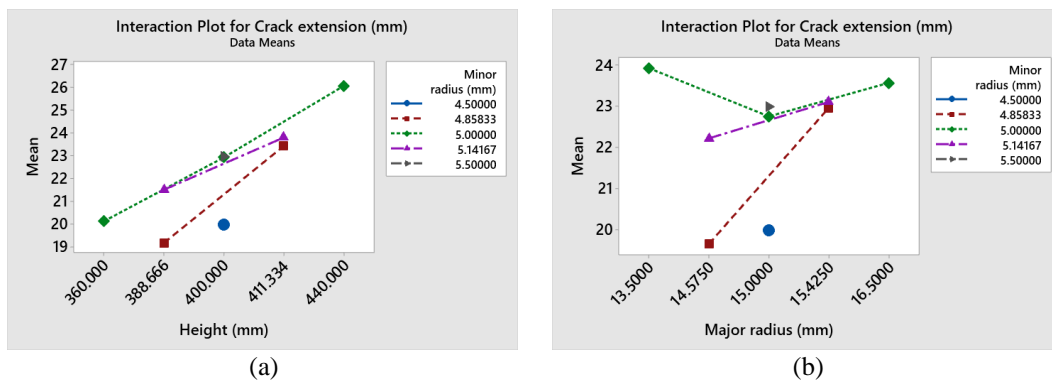 Interaction Plot for Crack extension (mm)
Data Means
Mean
27
26
25
24
23
22
21
20
19
360.000
388.666
400.000
411.334
440.000
Height (mm)
Minor
radius (mm)
4.50000
4.85833
5.00000
5.14167
5.50000
(a)
Interaction Plot for Crack extension (mm)
Data Means
Mean
24
23
22
21
20
13.5000
14.5750
15.0000
15.4250
16.5000
Major radius (mm)
Minor
radius (mm)
4.50000
4.85833
5.00000
5.14167
5.50000
(b)